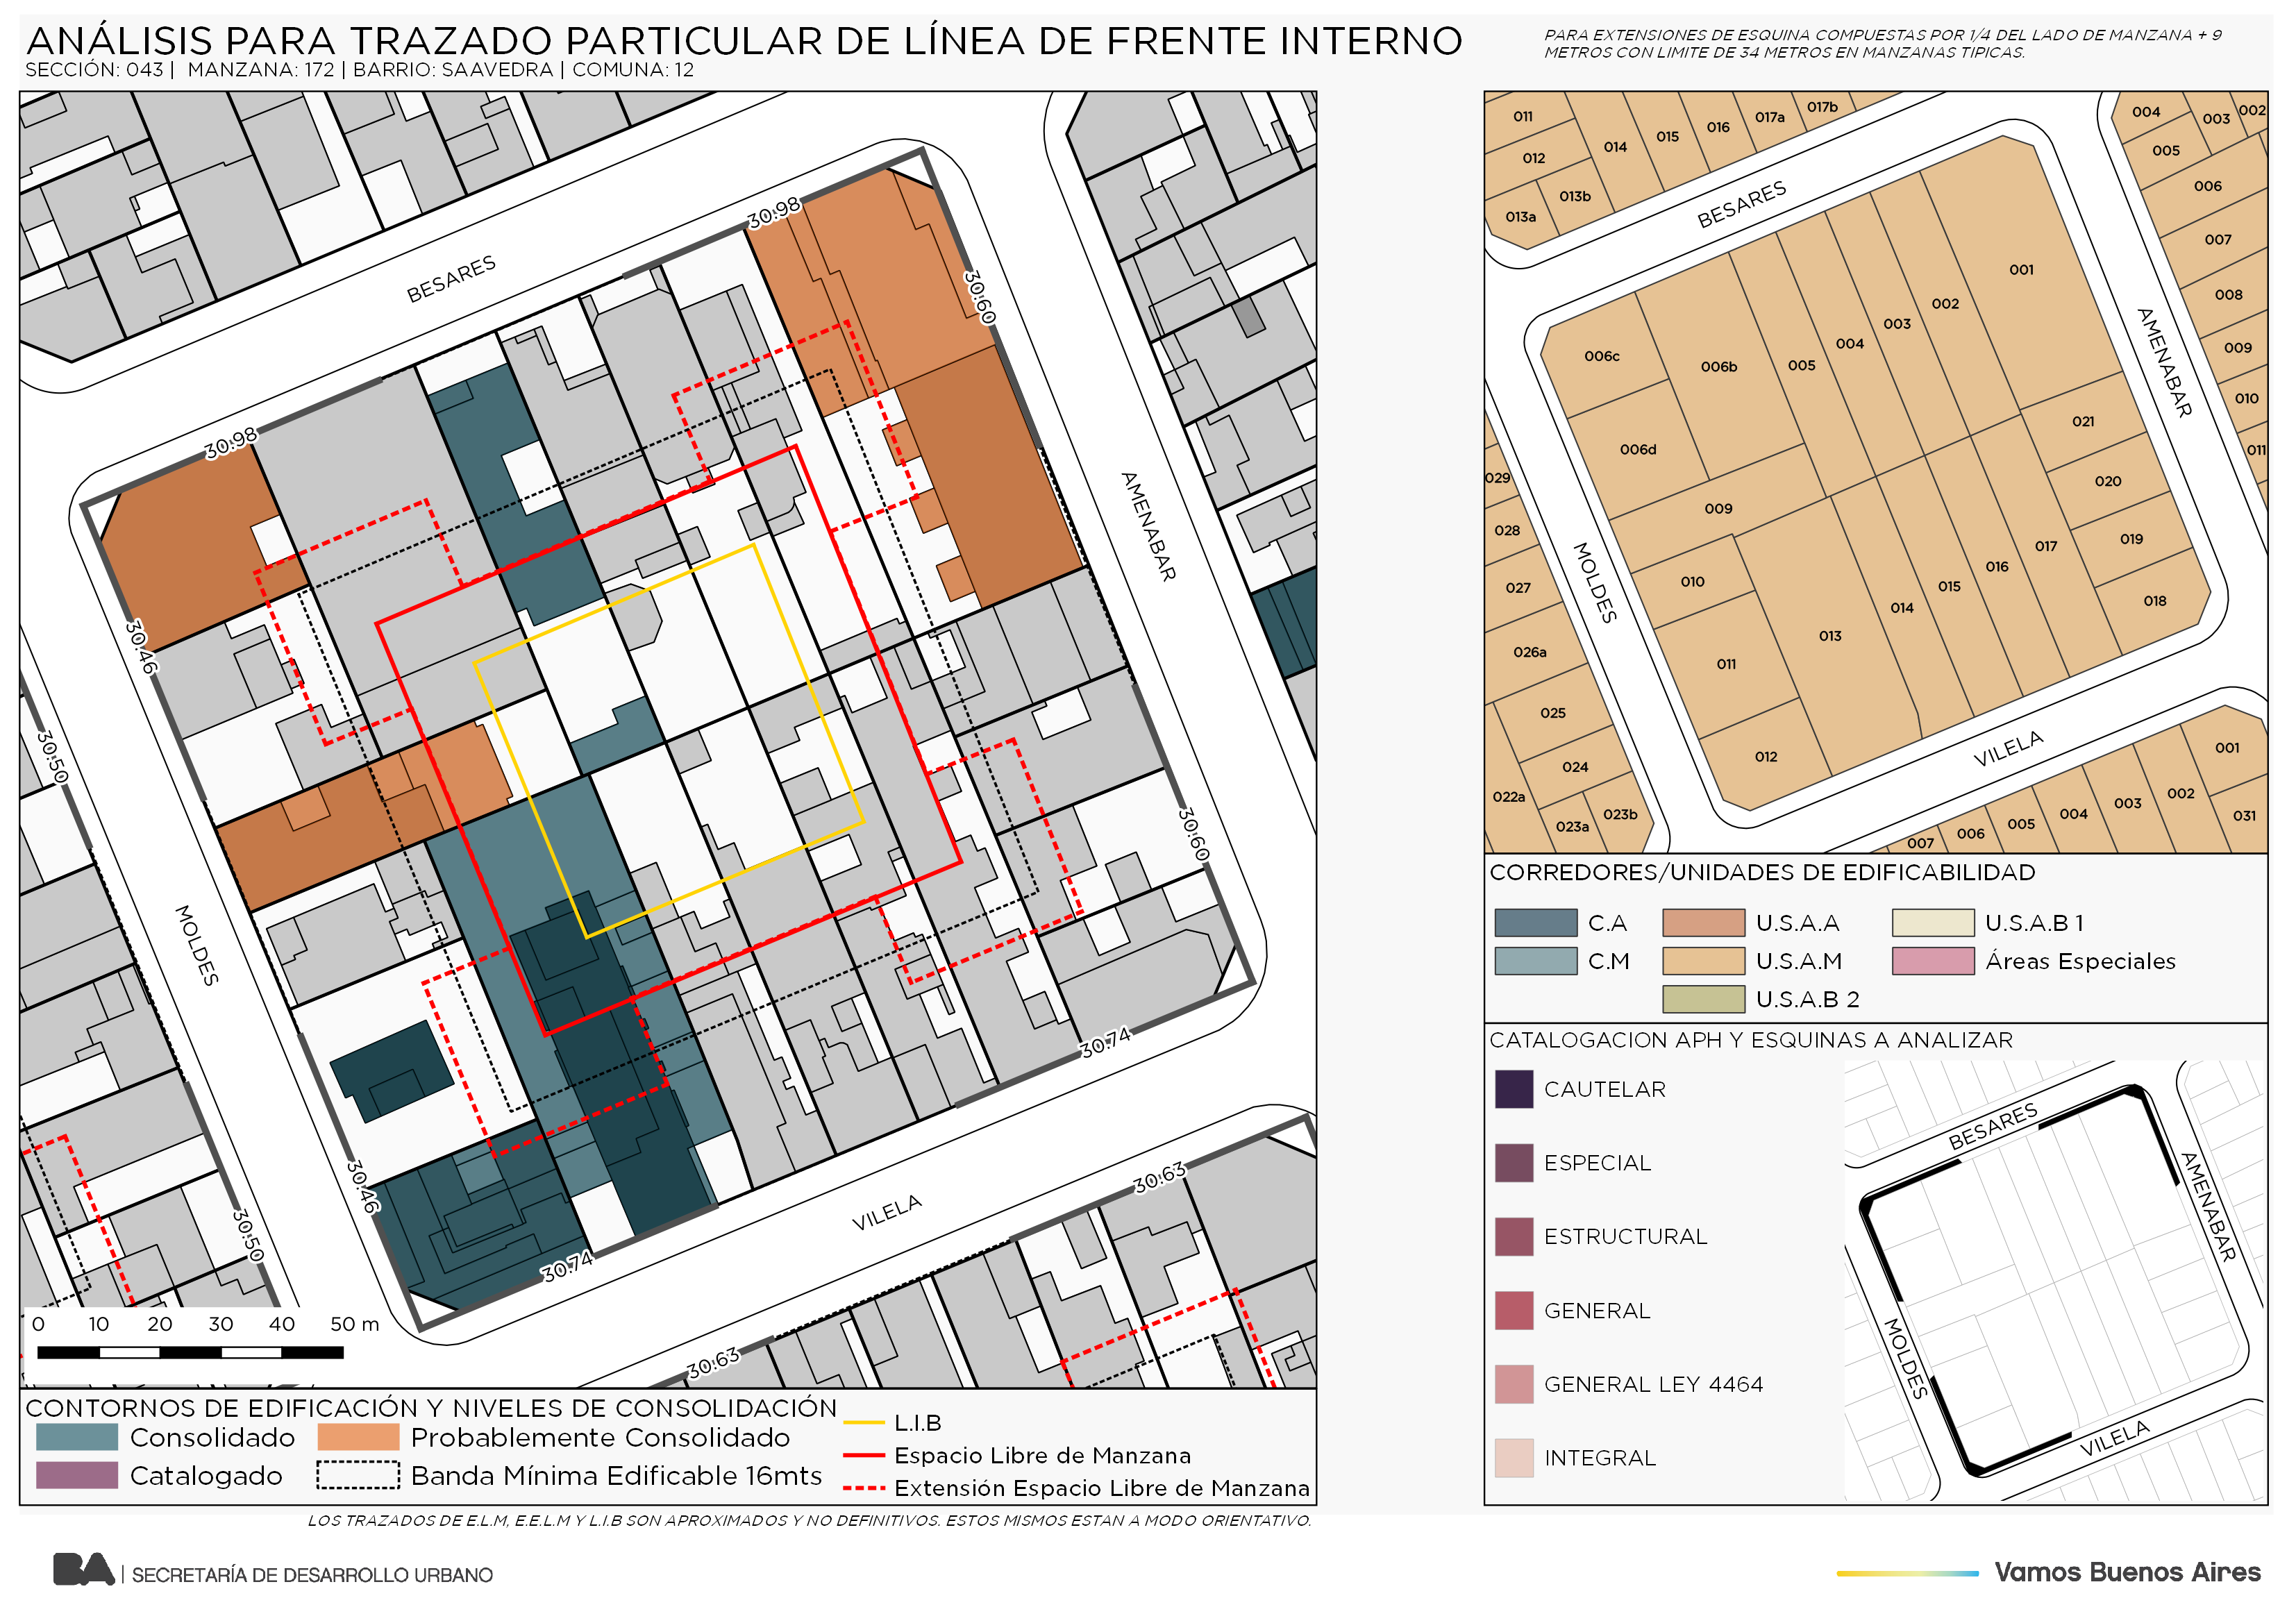 ANÁLISIS PARA TRAZADO PARTICULAR DE LÍNEA DE FRENTE INTERNO
SECCIÓN: 043 | MANZANA: 172 | BARRIO: SAAVEDRA | COMUNA: 12
PARA EXTENSIONES DE ESQUINA COMPUESTAS POR 1/4 DEL LADO DE MANZANA + 9
METROS CON LIMITE DE 34 METROS EN MANZANAS TIPICAS.
BESARES
30.98
30.98
30.60
AMENABAR
30.46
30.50
MOLDES
30.60
30.74
30.46
30.50
30.74
VILELA
30.63
30.63
0 10 20 30 40 50 m
CONTORNOS DE EDIFICACIÓN Y NIVELES DE CONSOLIDACIÓN
Consolidado
Probablemente Consolidado
Catalogado
Banda Mínima Edificable 16mts
L.I.B
Espacio Libre de Manzana
Extensión Espacio Libre de Manzana
LOS TRAZADOS DE E.L.M, E.E.L.M Y L.I.B SON APROXIMADOS Y NO DEFINITIVOS. ESTOS MISMOS ESTAN A MODO ORIENTATIVO.
011
012
013a
013b
014
015
016
017a
017b
004
003
002
005
006
007
008
009
010
011
BESARES
AMENABAR
MOLDES
VILELA
006c
006b
005
004
003
002
001
006d
009
010
011
012
013
014
015
016
017
021
020
019
018
029
028
027
026a
025
024
022a
023a
023b
007
006
005
004
003
002
001
031
CORREDORES/UNIDADES DE EDIFICABILIDAD
C.A
U.S.A.A
U.S.A.B 1
C.M
U.S.A.M
Áreas Especiales
U.S.A.B 2
CATALOGACION APH Y ESQUINAS A ANALIZAR
CAUTELAR
ESPECIAL
ESTRUCTURAL
GENERAL
GENERAL LEY 4464
INTEGRAL
BESARES
AMENABAR
MOLDES
VILELA
BA | SECRETARÍA DE DESARROLLO URBANO
Vamos Buenos Aires